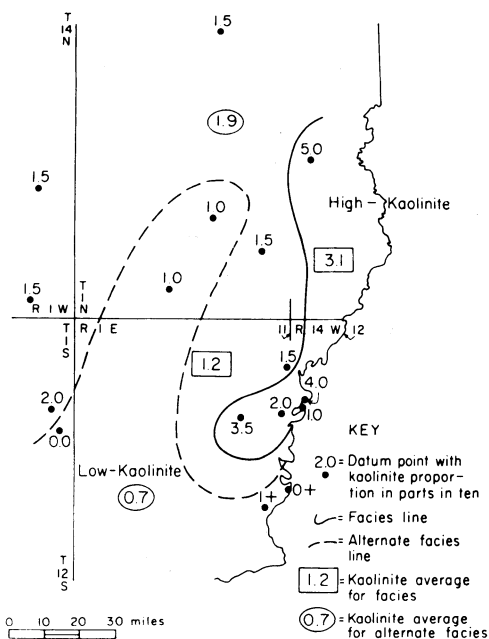 T
14
N
1.5
1.9
5.0
1.5
High-Kaolinite
1.0
1.5
3.1
1.0
1.5
T
I
N
R I W
R I E
T
I
S
11 R 14 W 12
1.2
1.5
4.0
2.0
2.0
1.0
3.5
0.0
KEY
Low-Kaolinite
0.7
1+
0+
2.0 = Datum point with
kaolinite propor-
tion in parts in ten
= Facies line
= Alternate facies
line
1.2 = Kaolinite average
for facies
0.7 = Kaolinite average
for alternate facies
T
12
S
0 10 20 30 miles